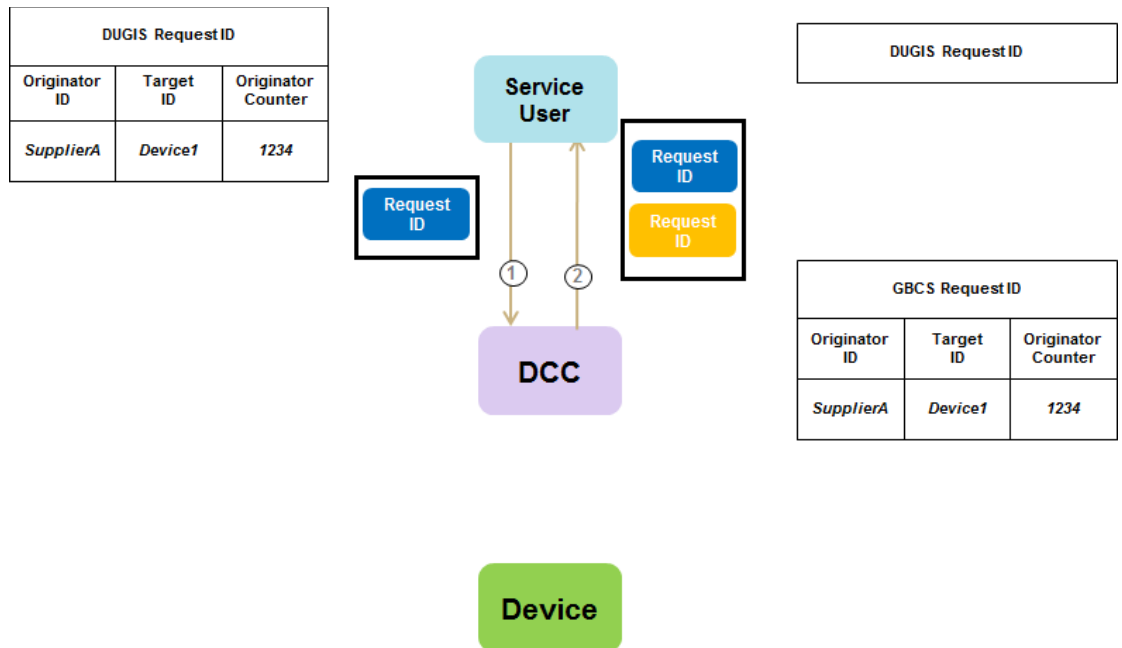 DUGIS Request ID
Originator ID
Target ID
Originator Counter
SupplierA
Device1
1234
Service
User
Request
ID
Request
ID
Request
ID
1
2
DCC
Device
DUGIS Request ID
GBCS Request ID
Originator ID
Target ID
Originator Counter
SupplierA
Device1
1234